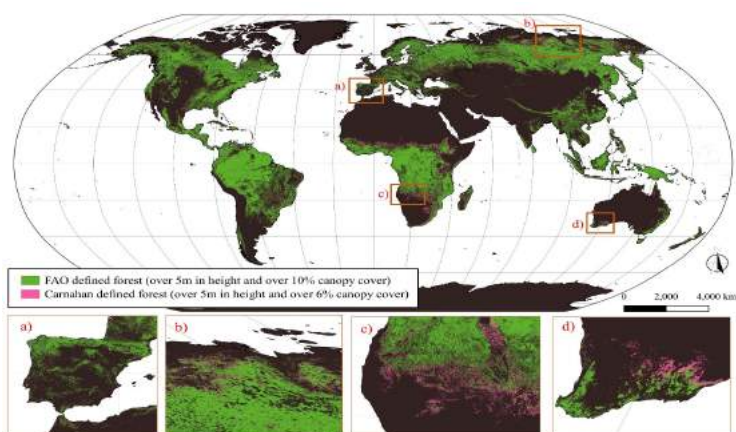 b)
a)
c)
d)
FAO defined forest (over 5m in height and over 10% canopy cover)
Carnahan defined forest (over 5m in height and over 6% canopy cover)
0 2,000 4,000 km
a)
b)
c)
d)